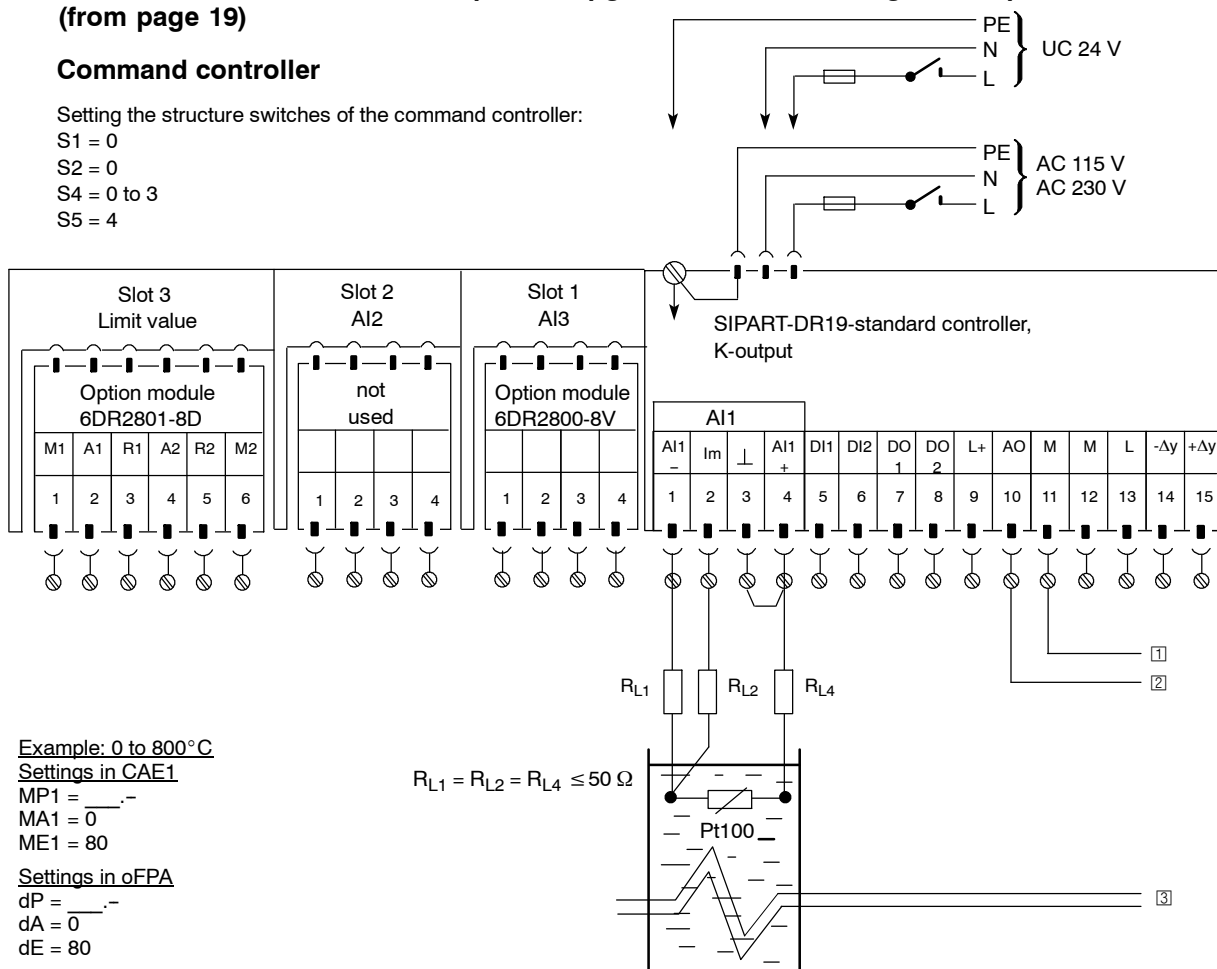 (from page 19)
Command controller
Setting the structure switches of the command controller:
S1 = 0
S2 = 0
S4 = 0 to 3
S5 = 4
PE
N
L
UC 24 V
PE
N
L
AC 115 V
AC 230 V
Slot 3
Limit value
Slot 2
AI2
Slot 1
AI3
SIPART-DR19-standard controller,
K-output
Option module
6DR2801-8D
not
used
Option module
6DR2800-8V
AI1
M1 A1 R1 A2 R2 M2
AI1 − Im ⊥ AI1 + DI1 DI2 DO 1 DO 2 L+ AO M M L -Δy +Δy
1 2 3 4 5 6
1 2 3 4
1 2 3 4
1 2 3 4 5 6 7 8 9 10 11 12 13 14 15
1
2
RL1 RL2 RL4
Example: 0 to 800°C
Settings in CAE1
MP1 = ___.–
MA1 = 0
ME1 = 80
RL1 = RL2 = RL4 ≤ 50 Ω
Pt100
Settings in oFPA
dP = ___.–
dA = 0
dE = 80
3